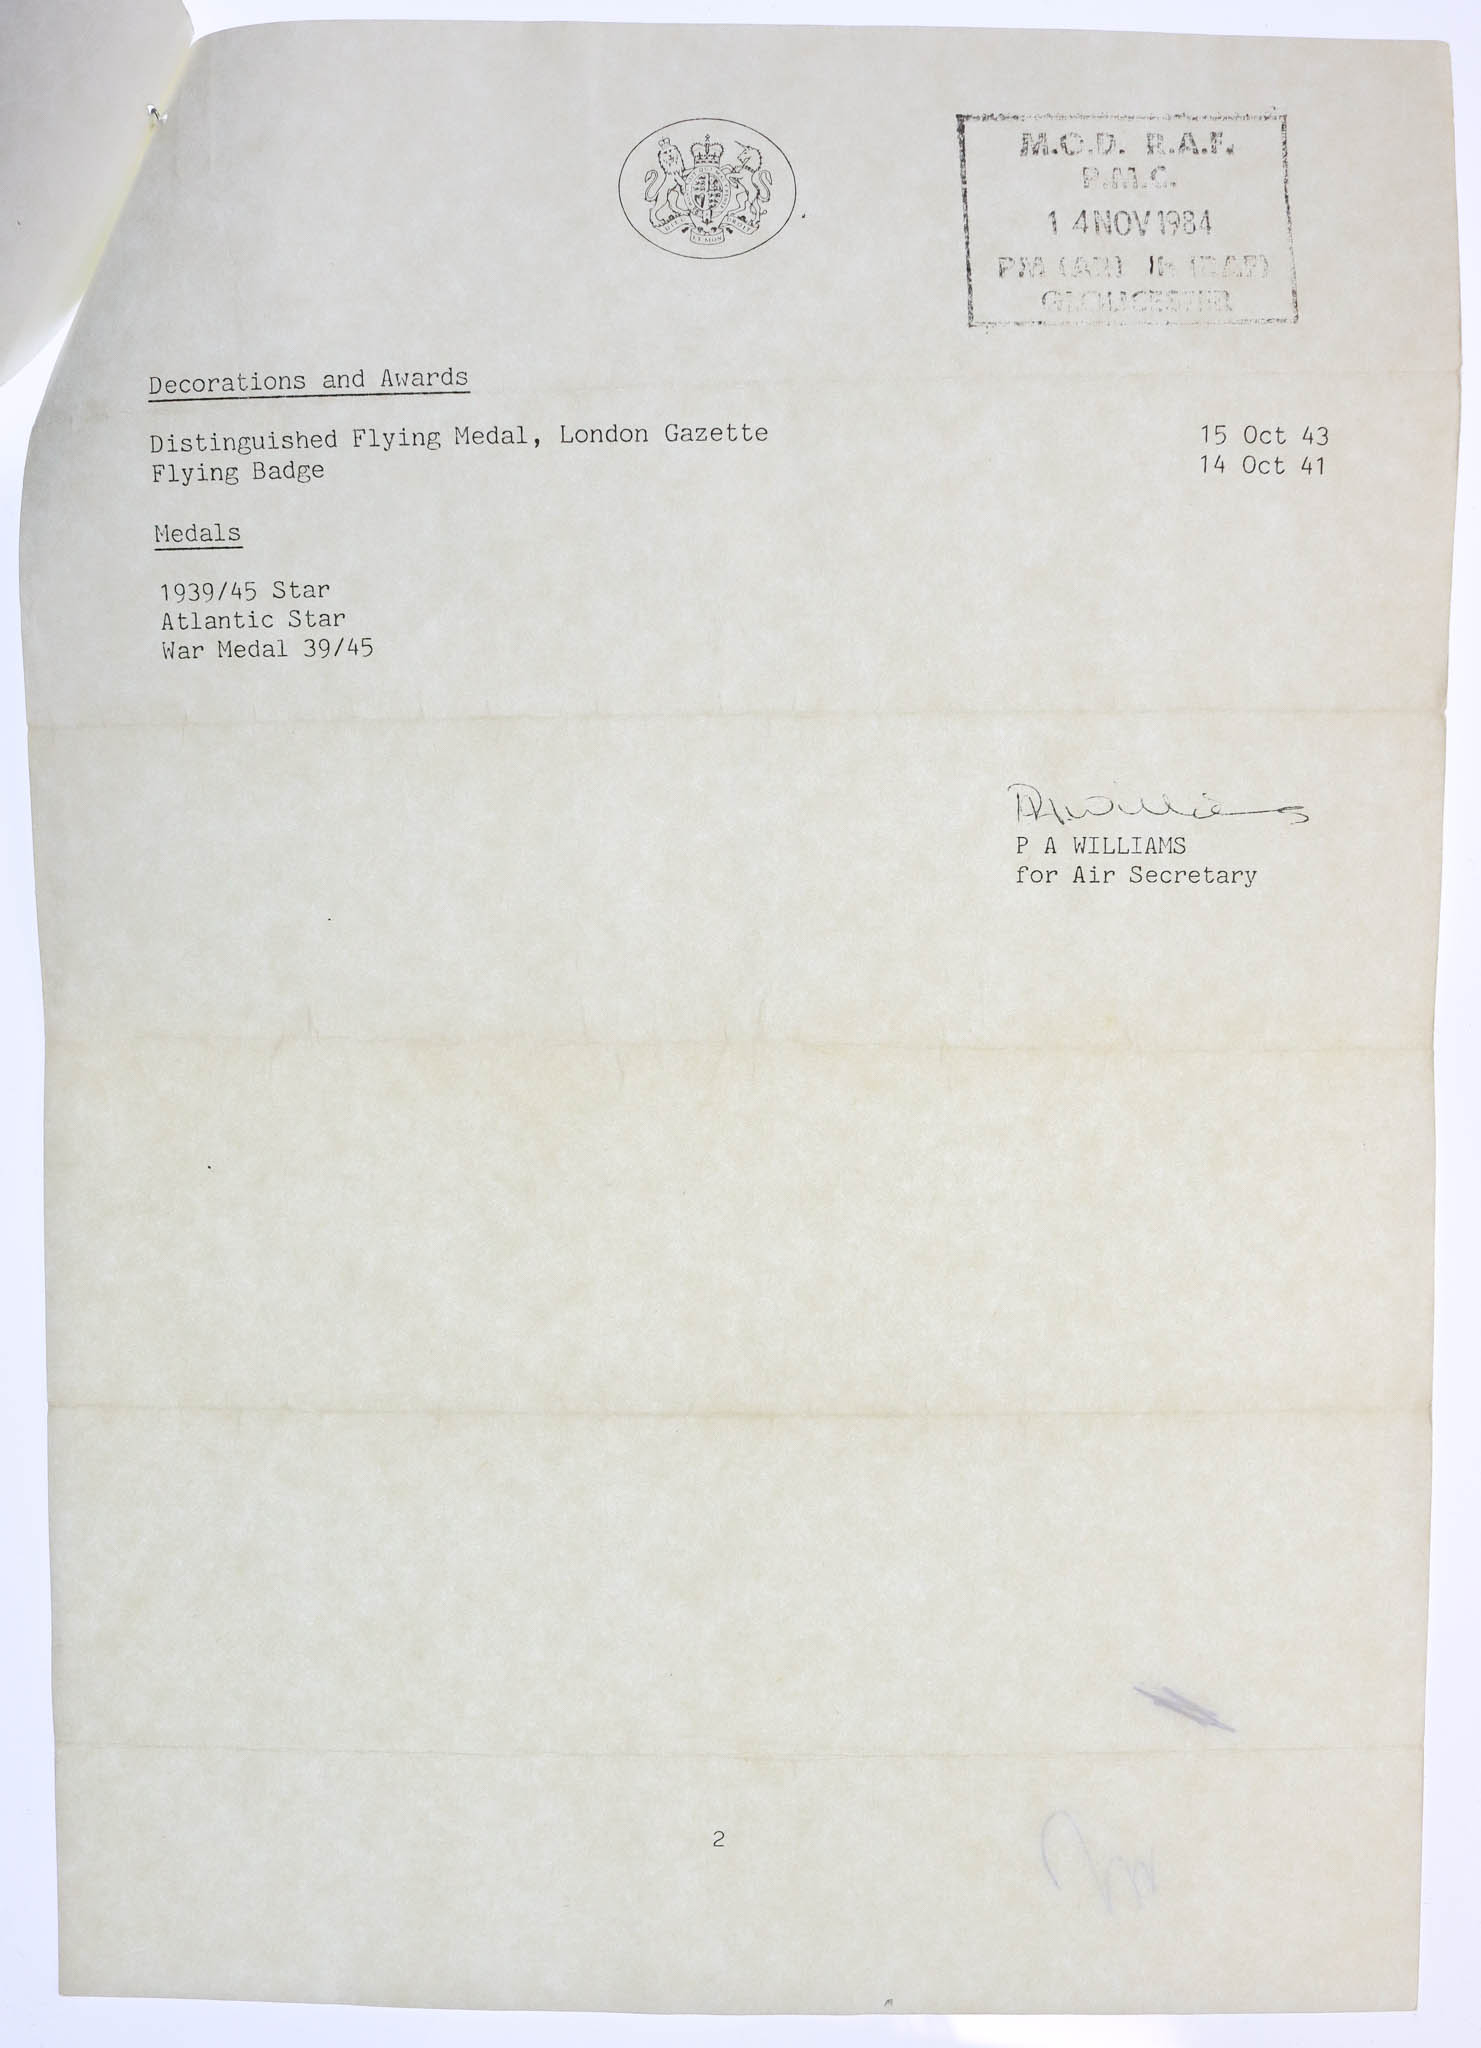 M.O.D. R.A.F.
P.M.C.
14 NOV 1984
GLOUCESTER
Decorations and Awards
Distinguished Flying Medal, London Gazette 15 Oct 43
Flying Badge 14 Oct 41
Medals
1939/45 Star
Atlantic Star
War Medal 39/45
PAWilliams
P A WILLIAMS
for Air Secretary
2